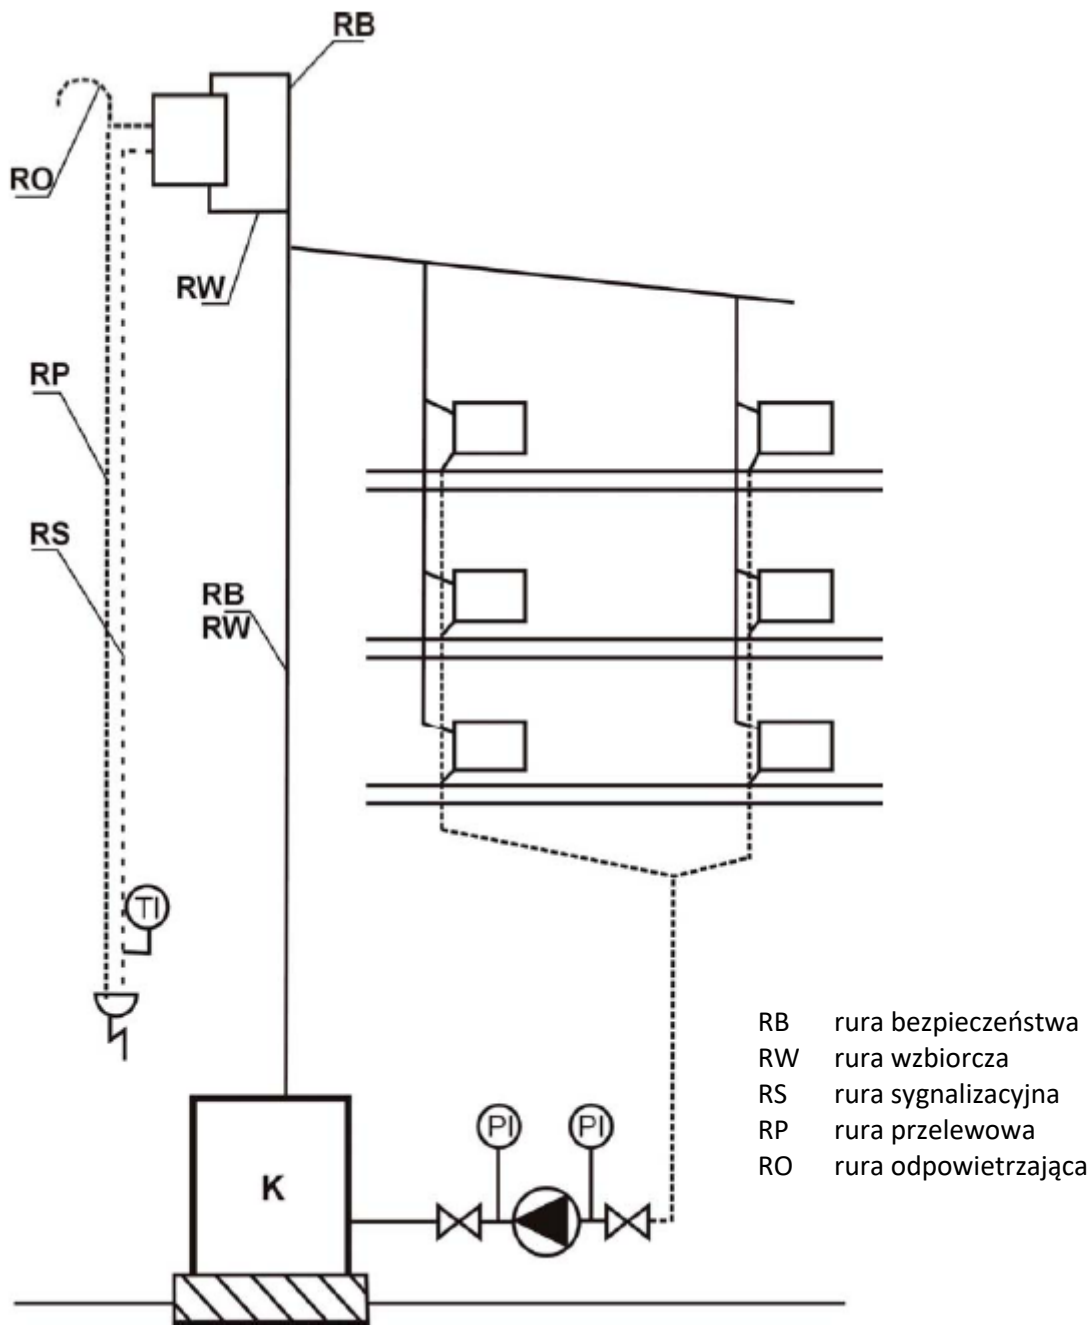 RB
RO
RW
RP
RS
RB
RW
TI
PI PI
K
RB rura bezpieczeństwa
RW rura wzbiorcza
RS rura sygnalizacyjna
RP rura przelewowa
RO rura odpowietrzająca